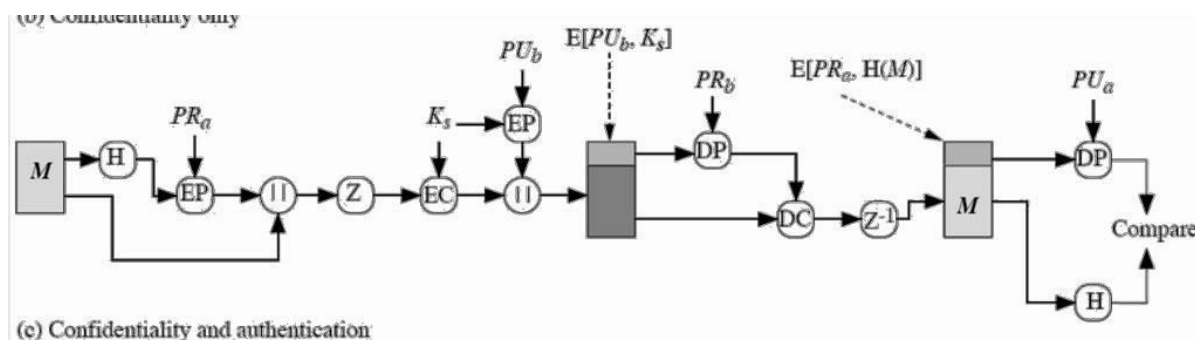 (b) Confidentiality only
E[PU_b, K_s]
PU_b
E[PR_a, H(M)]
PR_b
PU_a
PR_a
K_s
EP
M
H
DP
DP
EP
||
Z
EC
||
DC
Z⁻¹
M
Compare
H
(c) Confidentiality and authentication